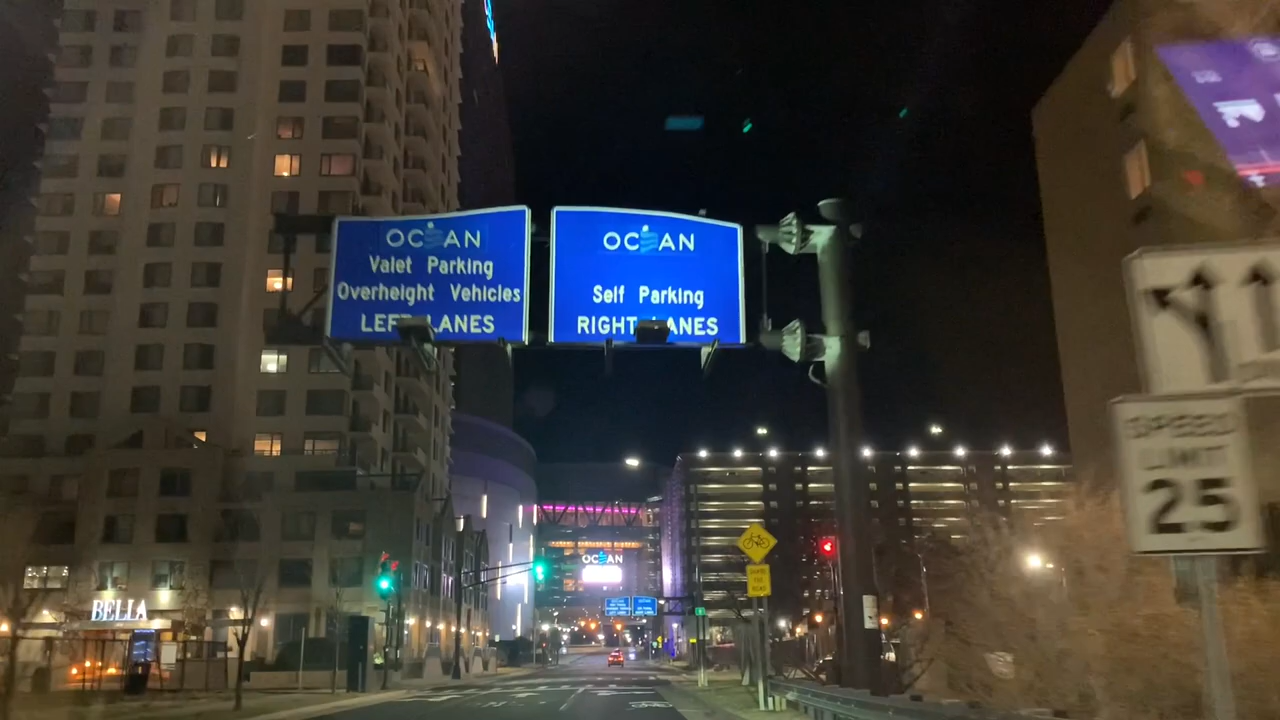 OCEAN
Valet Parking
Overheight Vehicles
LEFT LANES
OCEAN
Self Parking
RIGHT LANES
SPEED
LIMIT
25
OCEAN
BELLA